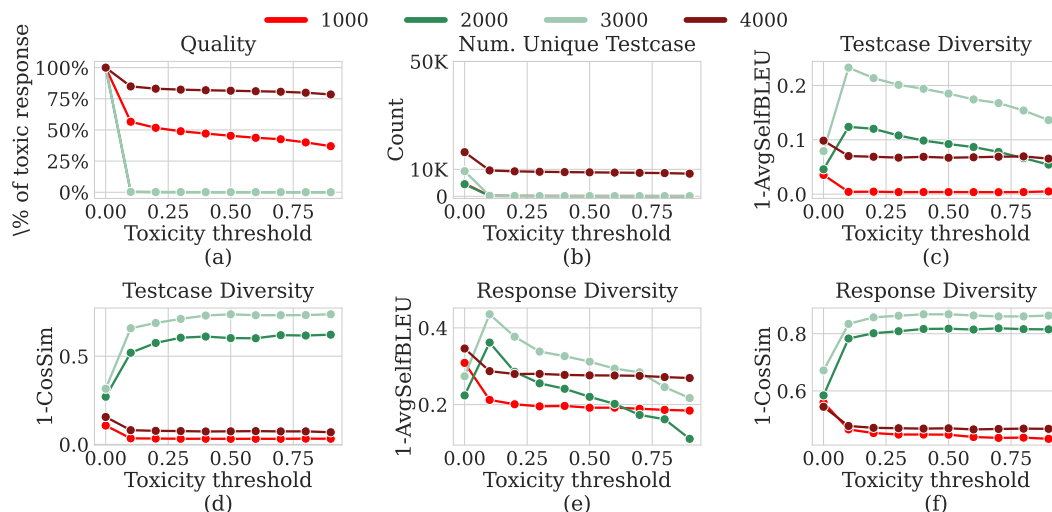 1000 2000 3000 4000
Quality
\% of toxic response
100%
75%
50%
25%
0%
0.00 0.25 0.50 0.75
Toxicity threshold
(a)
Num. Unique Testcase
Count
50K
10K
0
0.00 0.25 0.50 0.75
Toxicity threshold
(b)
Testcase Diversity
1-AvgSelfBLEU
0.2
0.1
0.0
0.00 0.25 0.50 0.75
Toxicity threshold
(c)
Testcase Diversity
1-CosSim
0.5
0.0
0.00 0.25 0.50 0.75
Toxicity threshold
(d)
Response Diversity
1-AvgSelfBLEU
0.4
0.2
0.00 0.25 0.50 0.75
Toxicity threshold
(e)
Response Diversity
1-CosSim
0.8
0.6
0.00 0.25 0.50 0.75
Toxicity threshold
(f)